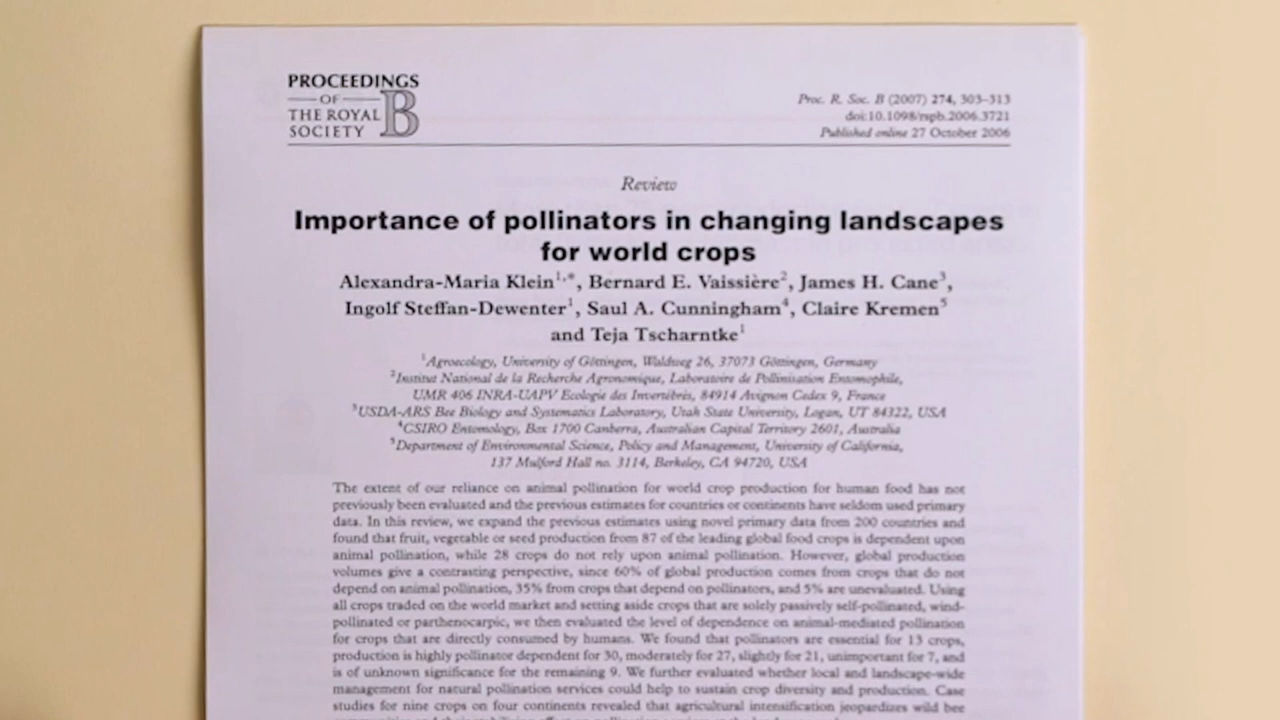 PROCEEDINGS
OF
THE ROYAL
SOCIETY
B
Proc. R. Soc. B (2007) 274, 303–313
doi:10.1098/rspb.2006.3721
Published online 27 October 2006
Review
Importance of pollinators in changing landscapes
for world crops
Alexandra-Maria Klein1,*, Bernard E. Vaissière2, James H. Cane3,
Ingolf Steffan-Dewenter1, Saul A. Cunningham4, Claire Kremen5
and Teja Tscharntke1
1Agroecology, University of Göttingen, Waldweg 26, 37073 Göttingen, Germany
2Institut National de la Recherche Agronomique, Laboratoire de Pollinisation Entomophile,
UMR 406 INRA-UAPV Ecologie des Invertébrés, 84914 Avignon Cedex 9, France
3USDA-ARS Bee Biology and Systematics Laboratory, Utah State University, Logan, UT 84322, USA
4CSIRO Entomology, Box 1700 Canberra, Australian Capital Territory 2601, Australia
5Department of Environmental Science, Policy and Management, University of California,
137 Mulford Hall no. 3114, Berkeley, CA 94720, USA
The extent of our reliance on animal pollination for world crop production for human food has not
previously been evaluated and the previous estimates for countries or continents have seldom used primary
data. In this review, we expand the previous estimates using novel primary data from 200 countries and
found that fruit, vegetable or seed production from 87 of the leading global food crops is dependent upon
animal pollination, while 28 crops do not rely upon animal pollination. However, global production
volumes give a contrasting perspective, since 60% of global production comes from crops that do not
depend on animal pollination, 35% from crops that depend on pollinators, and 5% are unevaluated. Using
all crops traded on the world market and setting aside crops that are solely passively self-pollinated, wind-
pollinated or parthenocarpic, we then evaluated the level of dependence on animal-mediated pollination
for crops that are directly consumed by humans. We found that pollinators are essential for 13 crops,
production is highly pollinator dependent for 30, moderately for 27, slightly for 21, unimportant for 7, and
is of unknown significance for the remaining 9. We further evaluated whether local and landscape-wide
management for natural pollination services could help to sustain crop diversity and production. Case
studies for nine crops on four continents revealed that agricultural intensification jeopardizes wild bee